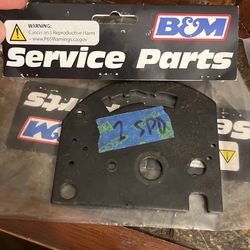 WARNING:
Cancer and Reproductive Harm
www.P65Warnings.ca.gov
B&M
Service Parts
2 SPD